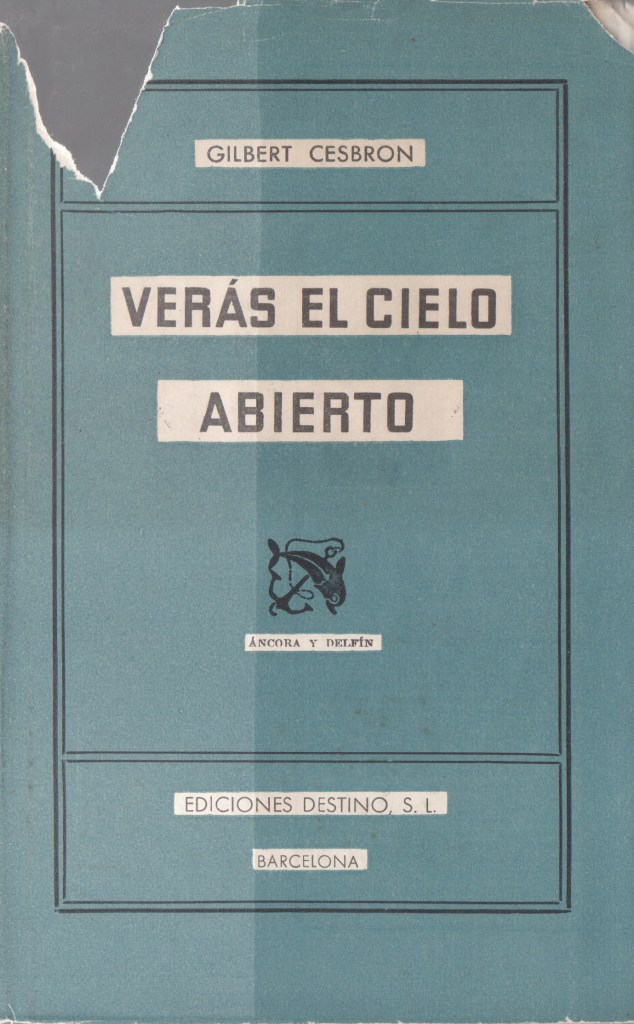 GILBERT CESBRON
VERÁS EL CIELO
ABIERTO
ÁNCORA Y DELFÍN
EDICIONES DESTINO, S. L.
BARCELONA